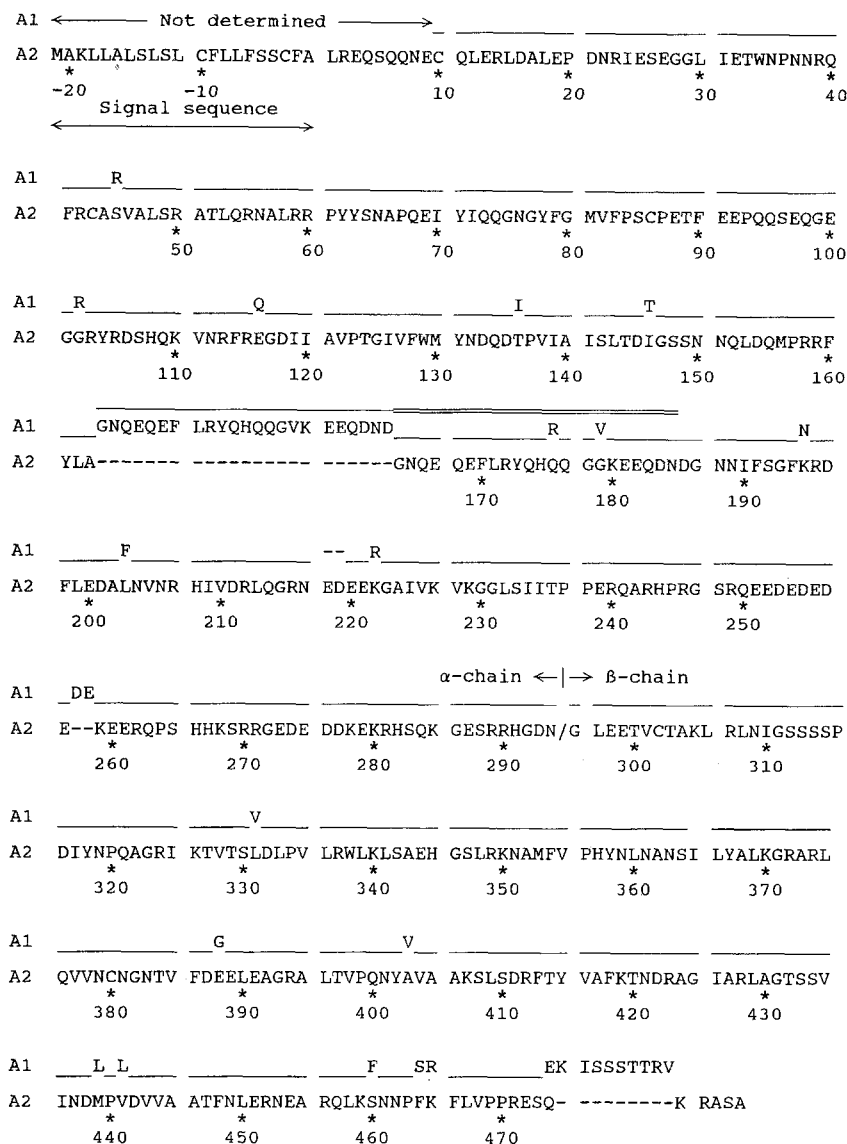 A1 <——— Not determined ———>
A2 MAKLLALSLSL CFLLFSSCFA LREQSQQNEC QLERLDALEP DNRIESEGGL IETWNPNNRQ
* * * * * * *
-20 -10 10 20 30 40
Signal sequence
<———>
A1 R
A2 FRCASVALSR ATLQRNALRR PYYSNAPQEI YIQQGNGYFG MVFPSCPETF EEPQQSEQGE
* * * * * *
50 60 70 80 90 100
A1 R Q I T
A2 GGRYRDSHQK VNRFREGDII AVPTGIVFWM YNDQDTPVIA ISLTDIGSSN NQLDQMPRRF
* * * * * *
110 120 130 140 150 160
A1 GNQEQEF LRYQHQQGVK EEQDND R V N
A2 YLA------- ---------- ------GNQE QEFLRYQHQQ GGKEEQDNDG NNIFSGFKRD
* * *
170 180 190
A1 F -- R
A2 FLEDALNVNR HIVDRLQGRN EDEEKGAIVK VKGGLSIITP PERQARHPRG SRQEEDEDED
* * * * * *
200 210 220 230 240 250
α-chain <—|—> ß-chain
A1 DE
A2 E--KEERQPS HHKSRRGEDE DDKEKRHSQK GESRRHGDN/G LEETVCTAKL RLNIGSSSSP
* * * * * *
260 270 280 290 300 310
A1 V
A2 DIYNPQAGRI KTVTSLDLPV LRWLKLSAEH GSLRKNAMFV PHYNLNANSI LYALKGRARL
* * * * * *
320 330 340 350 360 370
A1 G V
A2 QVVNCNGNTV FDEELEAGRA LTVPQNYAVA AKSLSDRFTY VAFKTNDRAG IARLAGTSSV
* * * * * *
380 390 400 410 420 430
A1 L L F SR EK ISSSTTRV
A2 INDMPVDVVA ATFNLERNEA RQLKSNNPFK FLVPPRESQ- ---------K RASA
* * * *
440 450 460 470